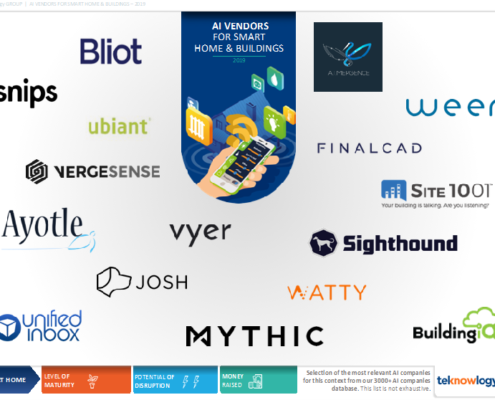 GROUP | AI VENDORS FOR SMART HOME & BUILDINGS – 2019
AI VENDORS
FOR SMART
HOME & BUILDINGS
2019
Bliot
snips
ubiant
VERGESENSE
Ayotle
JOSH
unified
inbox
vyer
MYTHIC
AI.MERGENCE
ween
FINALCAD
SITE 1001
Your building is talking. Are you listening?
Sighthound
WATTY
Building
HOME
LEVEL OF
MATURITY
POTENTIAL OF
DISRUPTION
MONEY
RAISED
Selection of the most relevant AI companies
for this context from our 3000+ AI companies
database. This list is not exhaustive.
teknowlogy